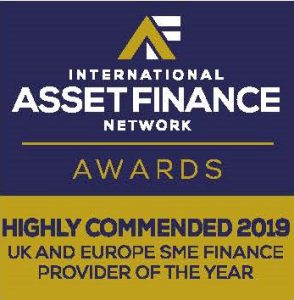 INTERNATIONAL
ASSET FINANCE
NETWORK
AWARDS
HIGHLY COMMENDED 2019
UK AND EUROPE SME FINANCE
PROVIDER OF THE YEAR